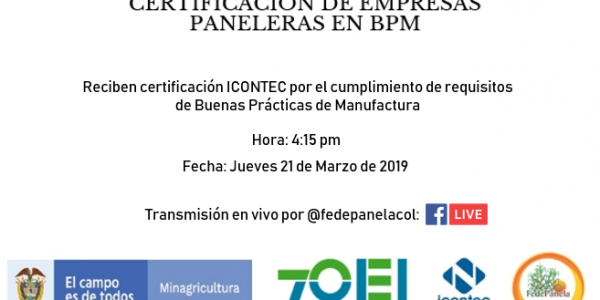 CERTIFICACIÓN DE EMPRESAS
PANELERAS EN BPM
Reciben certificación ICONTEC por el cumplimiento de requisitos
de Buenas Prácticas de Manufactura
Hora: 4:15 pm
Fecha: Jueves 21 de Marzo de 2019
Transmisión en vivo por @fedepanelacol: f LIVE
El campo
es de todos
Minagricultura
icontec
FedePanela